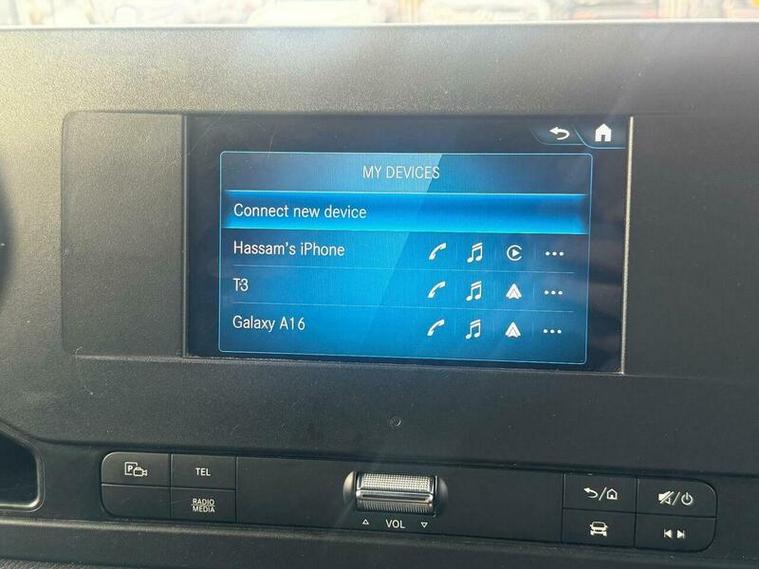 MY DEVICES
Connect new device
Hassam's iPhone
T3
Galaxy A16
P
TEL
RADIO
MEDIA
VOL